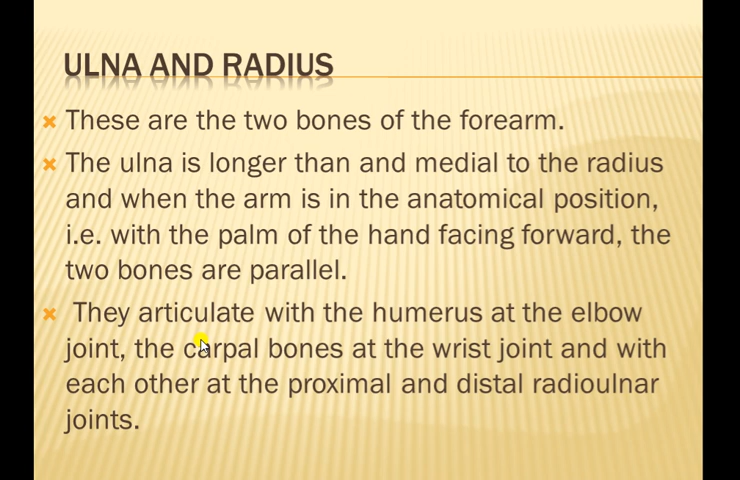 ULNA AND RADIUS
These are the two bones of the forearm.
The ulna is longer than and medial to the radius
and when the arm is in the anatomical position,
i.e. with the palm of the hand facing forward, the
two bones are parallel.
They articulate with the humerus at the elbow
joint, the carpal bones at the wrist joint and with
each other at the proximal and distal radioulnar
joints.